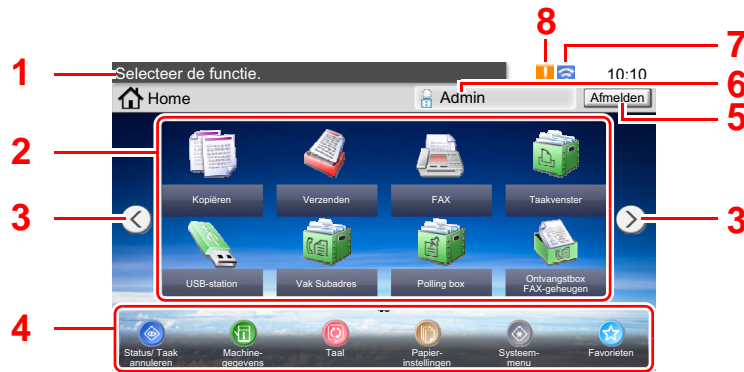 8
7
1
Selecteer de functie.
10:10
6
Home
Admin
Afmelden
5
2
Kopiëren
Verzenden
FAX
Taakvenster
3
3
USB-station
Vak Subadres
Polling box
Ontvangstbox
FAX-geheugen
4
Status/ Taak
annuleren
Machine-
gegevens
Taal
Papier-
instellingen
Systeem-
menu
Favorieten